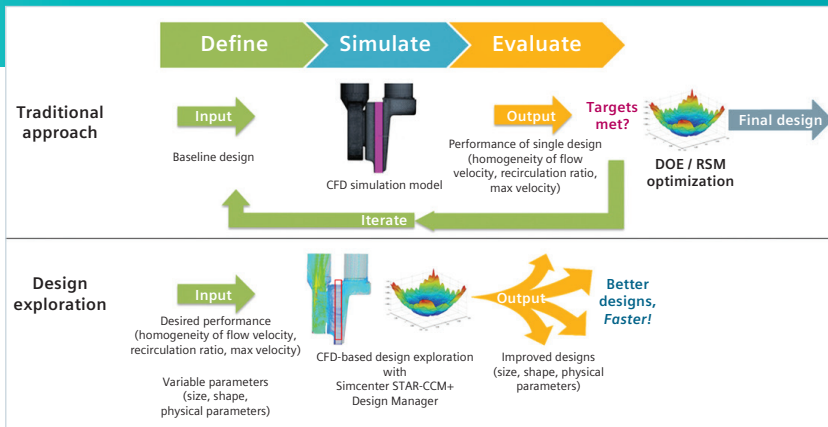 Define
Simulate
Evaluate
Traditional
approach
Input
Baseline design
CFD simulation model
Output
Performance of single design
(homogeneity of flow
velocity, recirculation ratio,
max velocity)
Targets
met?
DOE / RSM
optimization
Final design
Iterate
Design
exploration
Input
Desired performance
(homogeneity of flow velocity,
recirculation ratio, max velocity)
Variable parameters
(size, shape,
physical parameters)
CFD-based design exploration
with
Simcenter STAR-CCM+
Design Manager
Output
Improved designs
(size, shape, physical
parameters)
Better
designs,
Faster!